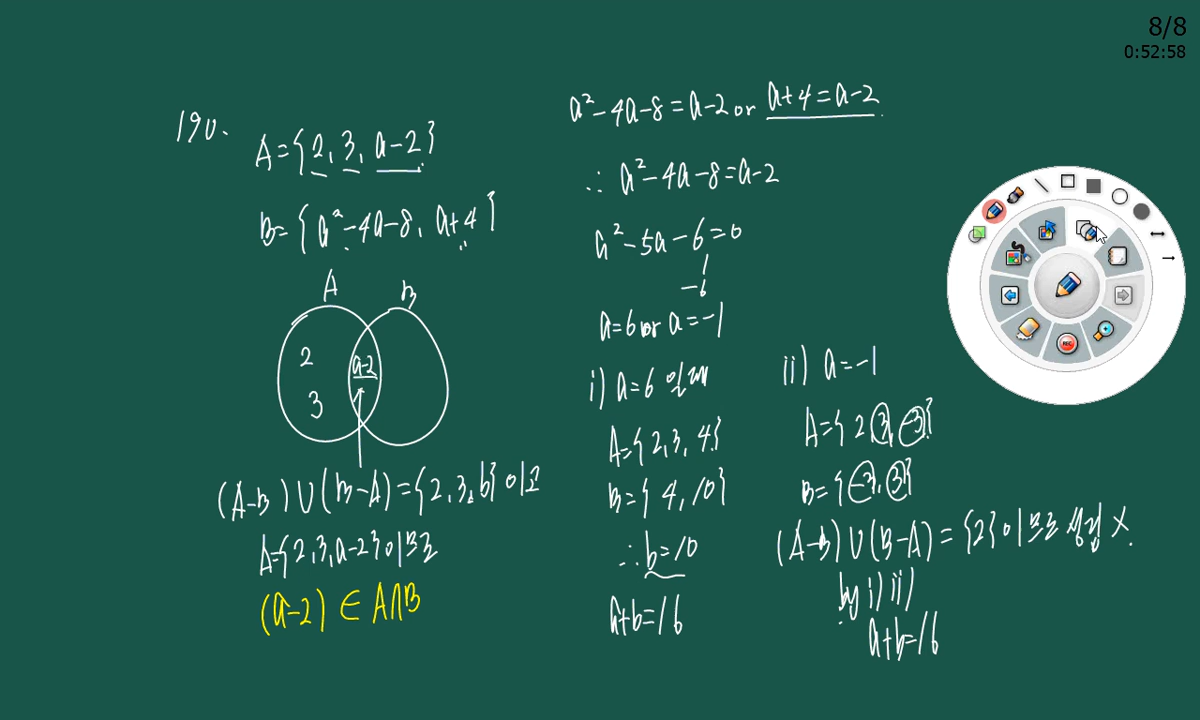 8/8
0:52:58
190.
A={2, 3, a-2}
B={a²-4a-8, a+4}
A B
2
3
a-2
(A-B)∪(B-A)={2,3,b}이고
A={2,3,a-2}이므로
(a-2)∈A∩B
a²-4a-8=a-2 or a+4=a-2
∴ a²-4a-8=a-2
a²-5a-6=0
1
-6
a=6 or a=-1
i) a=6일때
A={2,3,4}
B={4,10}
∴ b=10
a+b=16
ii) a=-1
A={2,3,-3}
B={-3,3}
(A-B)∪(B-A)={2}이므로 성립 X.
by i) ii)
a+b=16
REC